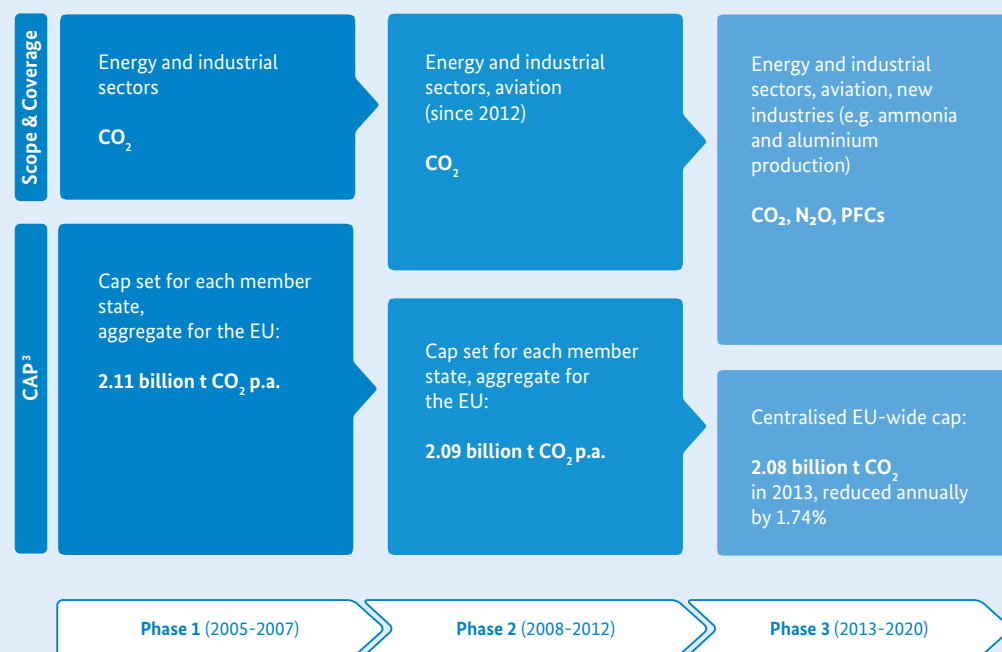 Scope & Coverage
Energy and industrial
sectors
CO₂
Energy and industrial
sectors, aviation
(since 2012)
CO₂
Energy and industrial
sectors, aviation, new
industries (e.g. ammonia
and aluminium
production)
CO₂, N₂O, PFCs
CAP³
Cap set for each member
state,
aggregate for the EU:
2.11 billion t CO₂ p.a.
Cap set for each member
state, aggregate for
the EU:
2.09 billion t CO₂ p.a.
Centralised EU-wide cap:
2.08 billion t CO₂
in 2013, reduced annually
by 1.74%
Phase 1 (2005-2007)
Phase 2 (2008-2012)
Phase 3 (2013-2020)